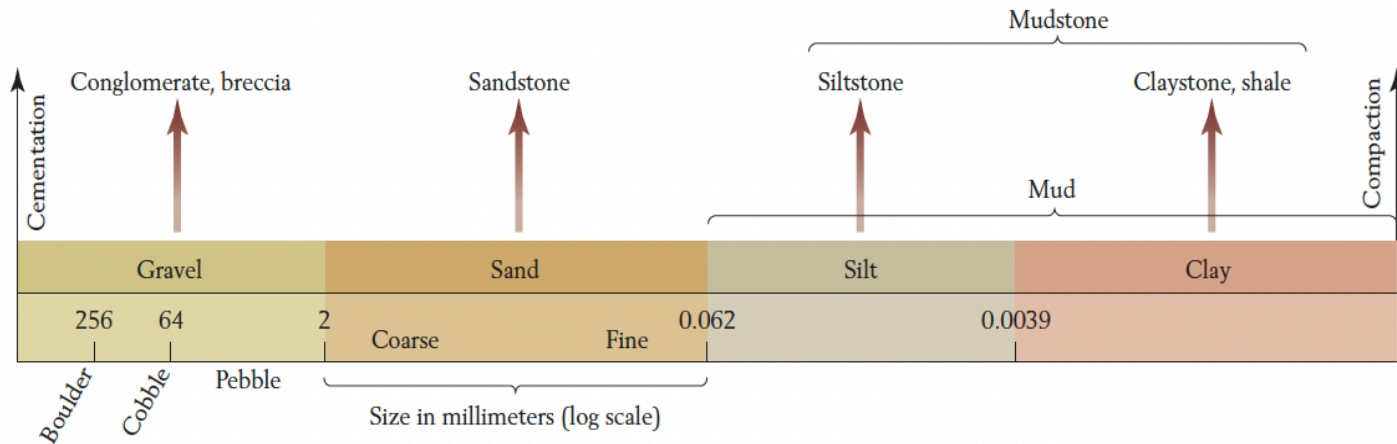 Mudstone
Conglomerate, breccia
Sandstone
Siltstone
Claystone, shale
Cementation
Compaction
Mud
Gravel
Sand
Silt
Clay
256
64
2
0.062
0.0039
Coarse
Fine
Boulder
Cobble
Pebble
Size in millimeters (log scale)